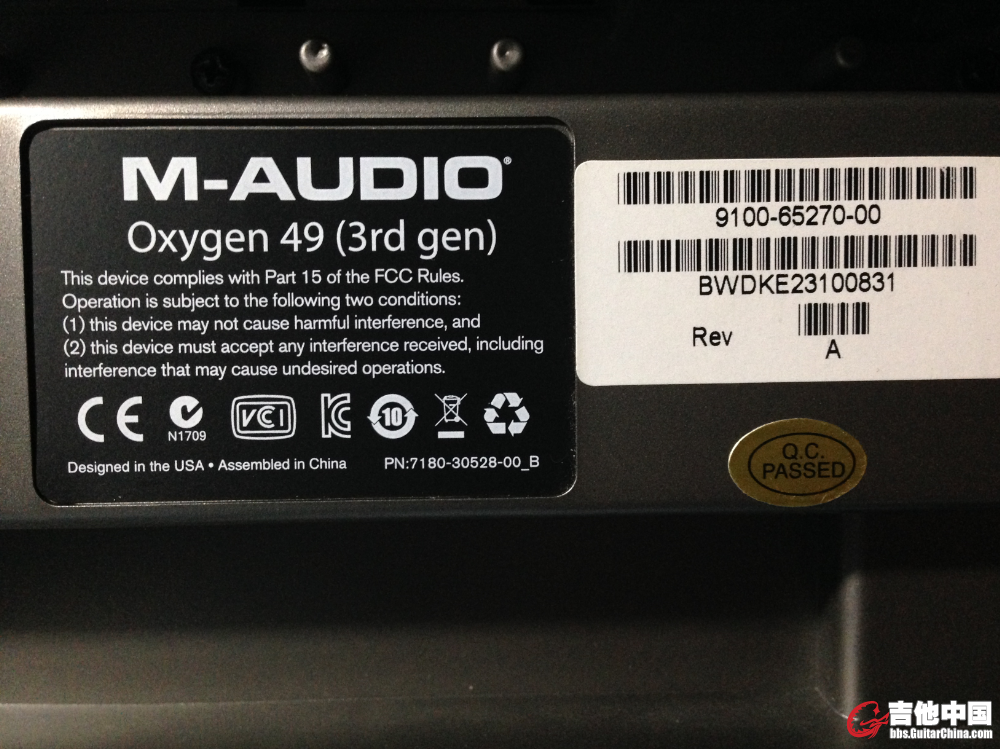 M-AUDIO®
Oxygen 49 (3rd gen)
This device complies with Part 15 of the FCC Rules.
Operation is subject to the following two conditions:
(1) this device may not cause harmful interference, and
(2) this device must accept any interference received, including
interference that may cause undesired operations.
CE
N1709
VCI
10
Designed in the USA • Assembled in China
PN:7180-30528-00_B
9100-65270-00
BWDKE23100831
Rev
A
Q.C.
PASSED
吉他中国
bbs.GuitarChina.com